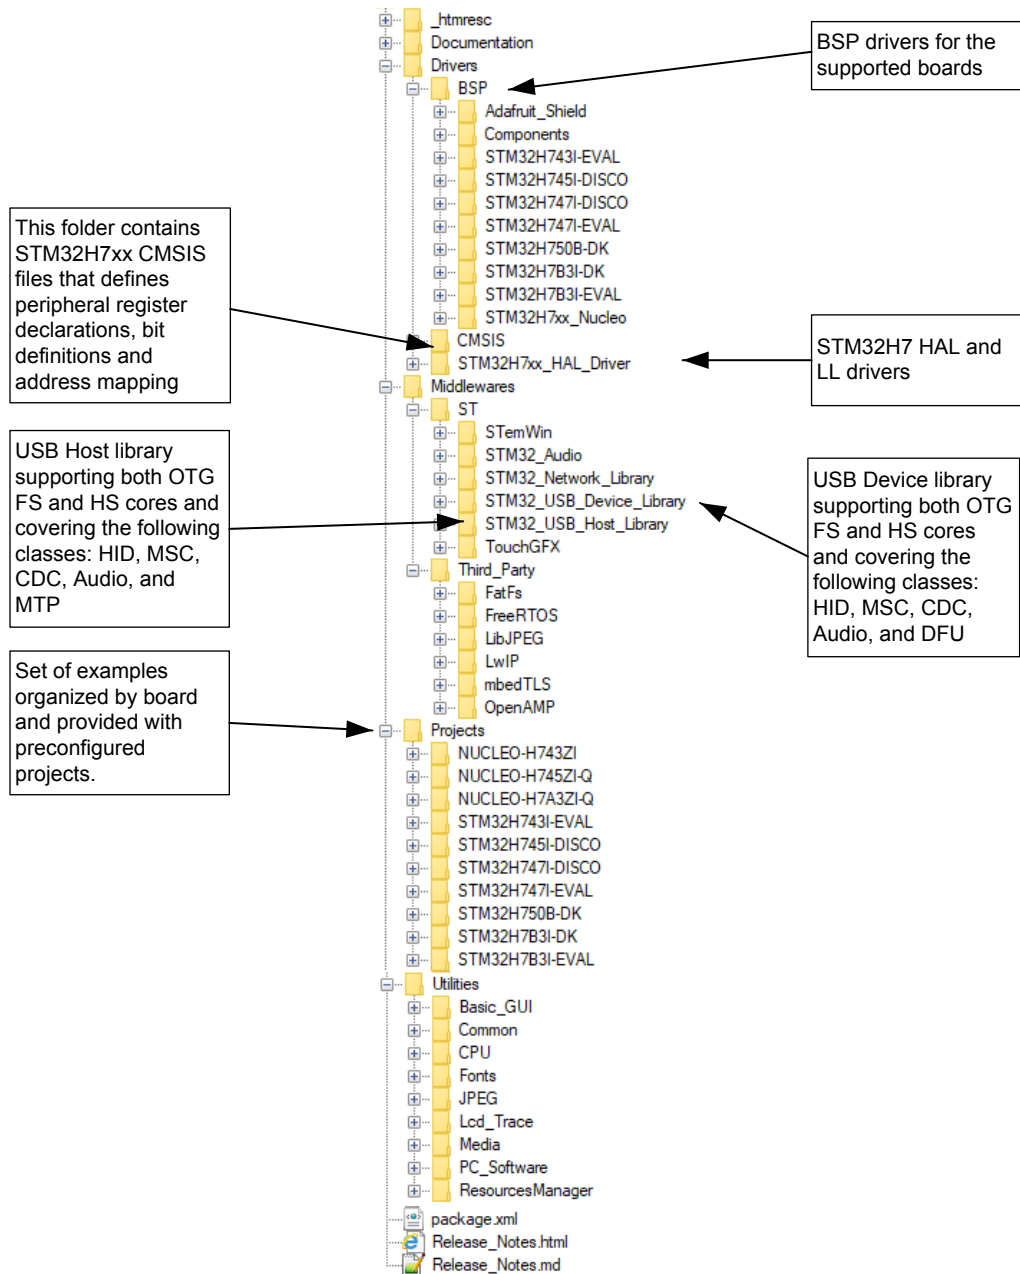 _htmresc
Documentation
Drivers
BSP
Adafruit_Shield
Components
STM32H743I-EVAL
STM32H745I-DISCO
STM32H747I-DISCO
STM32H747I-EVAL
STM32H750B-DK
STM32H7B3I-DK
STM32H7B3I-EVAL
STM32H7xx_Nucleo
CMSIS
STM32H7xx_HAL_Driver
Middlewares
ST
STemWin
STM32_Audio
STM32_Network_Library
STM32_USB_Device_Library
STM32_USB_Host_Library
TouchGFX
Third_Party
FatFs
FreeRTOS
LibJPEG
LwIP
mbedTLS
OpenAMP
Projects
NUCLEO-H743ZI
NUCLEO-H745ZI-Q
NUCLEO-H7A3ZI-Q
STM32H743I-EVAL
STM32H745I-DISCO
STM32H747I-DISCO
STM32H747I-EVAL
STM32H750B-DK
STM32H7B3I-DK
STM32H7B3I-EVAL
Utilities
Basic_GUI
Common
CPU
Fonts
JPEG
Lcd_Trace
Media
PC_Software
ResourcesManager
package.xml
Release_Notes.html
Release_Notes.md
BSP drivers for the
supported boards
This folder contains
STM32H7xx CMSIS
files that defines
peripheral register
declarations, bit
definitions and
address mapping
STM32H7 HAL and
LL drivers
USB Host library
supporting both OTG
FS and HS cores and
covering the following
classes: HID, MSC,
CDC, Audio, and
MTP
USB Device library
supporting both OTG
FS and HS cores
and covering the
following classes:
HID, MSC, CDC,
Audio, and DFU
Set of examples
organized by board
and provided with
preconfigured
projects.